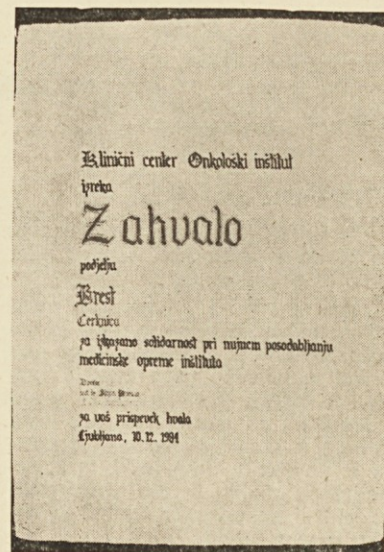 Klinični center Onkološki inštitut
izreka
Zahvalo
podjetju
Brest
Cerknica
za izkazano solidarnost pri nujnem posodabljanju
medicinske opreme inštituta
za vaš prispevek hvala
Ljubljana, 10. 12. 1984